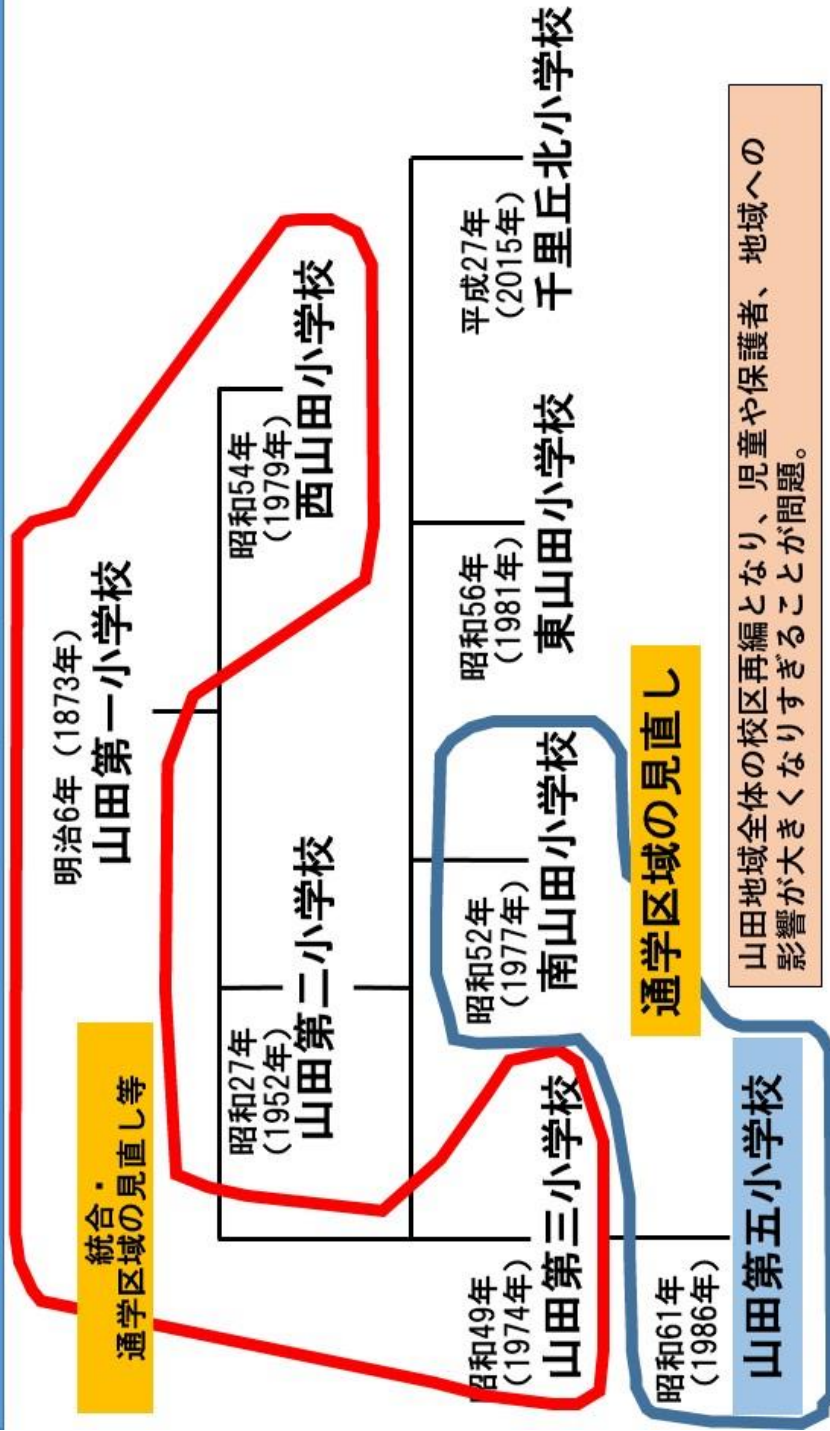 統合・
通学区域の見直し等
明治6年（1873年）
山田第一小学校
昭和27年
（1952年）
山田第二小学校
昭和54年
（1979年）
西山田小学校
昭和49年
（1974年）
山田第三小学校
昭和52年
（1977年）
南山田小学校
昭和56年
（1981年）
東山田小学校
平成27年
（2015年）
千里丘北小学校
通学区域の見直し
昭和61年
（1986年）
山田第五小学校
山田地域全体の校区再編となり、児童や保護者、地域への
影響が大きくなりすぎることが問題。